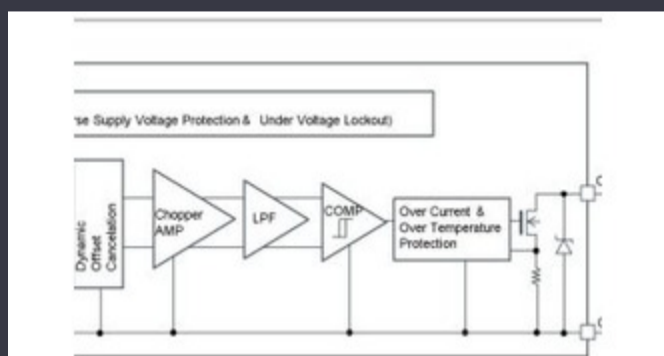 se Supply Voltage Protection & Under Voltage Lockout)
Dynamic
Offset
Cancelation
Chopper
AMP
LPF
COMP
Over Current &
Over Temperature
Protection